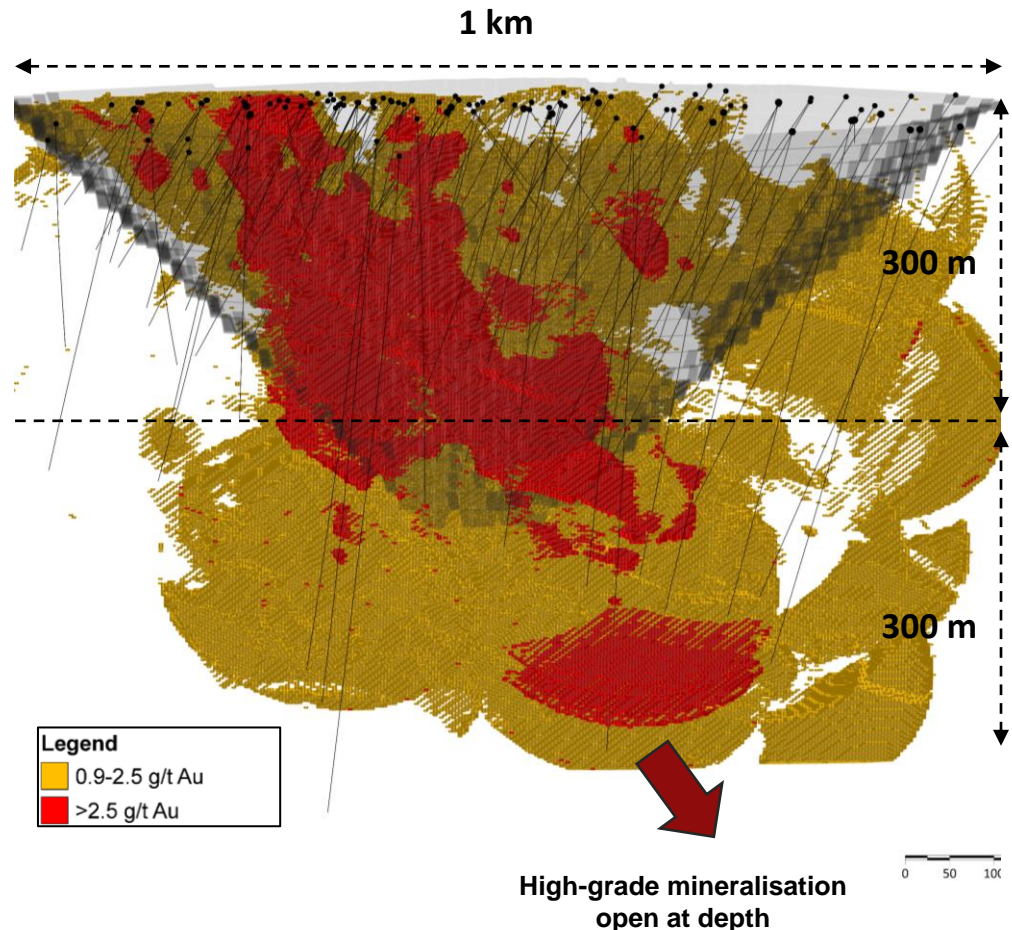 1 km
300 m
300 m
Legend
0.9-2.5 g/t Au
>2.5 g/t Au
High-grade mineralisation
open at depth
0 50 100